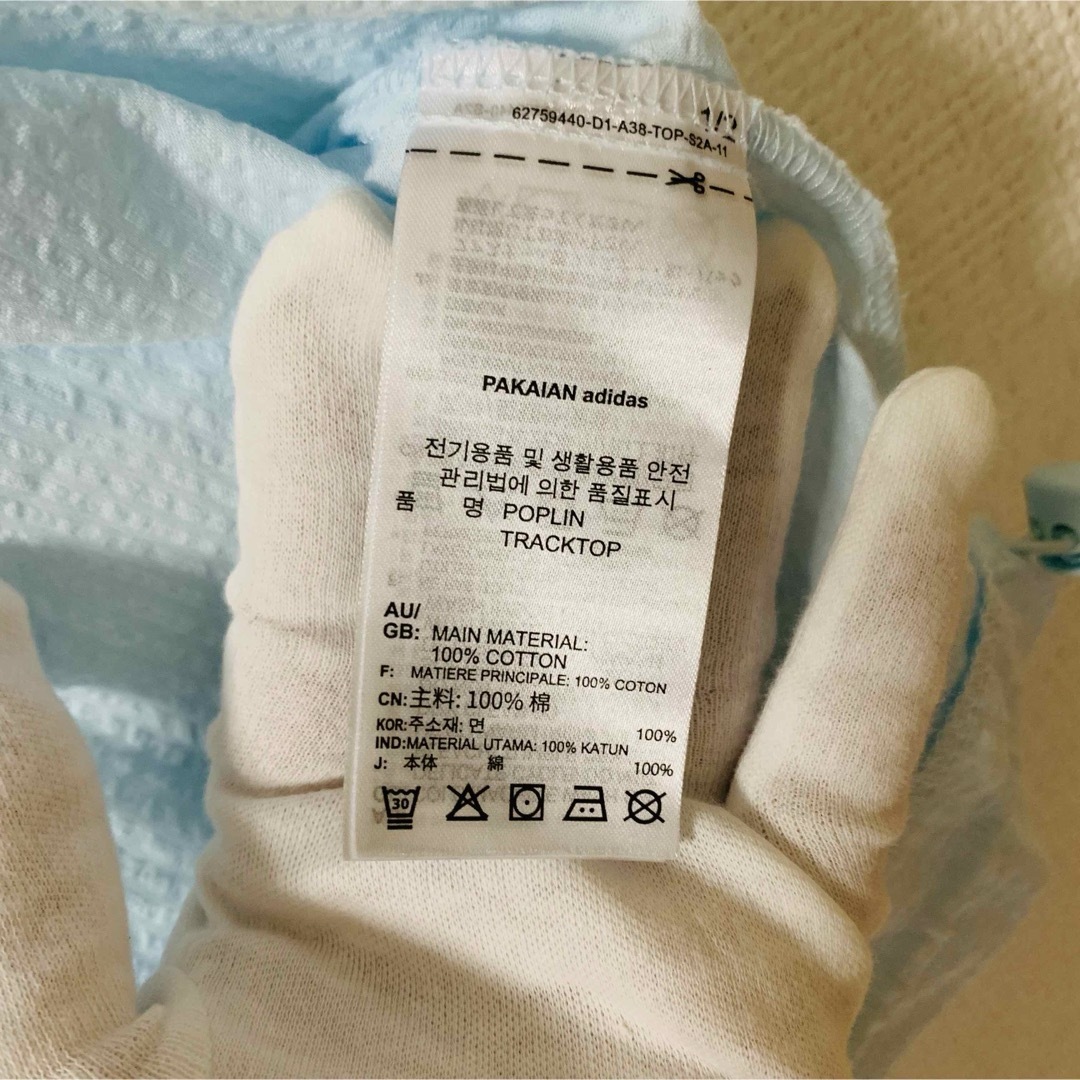 1/2
62759440-D1-A38-TOP-S2A-11
PAKAIAN adidas
전기용품 및 생활용품 안전
관리법에 의한 품질표시
품 명 POPLIN
TRACKTOP
AU/
GB: MAIN MATERIAL:
100% COTTON
F: MATIERE PRINCIPALE: 100% COTON
CN:主料: 100% 棉
KOR:주소재: 면 100%
IND:MATERIAL UTAMA: 100% KATUN
J: 本体 綿 100%
30